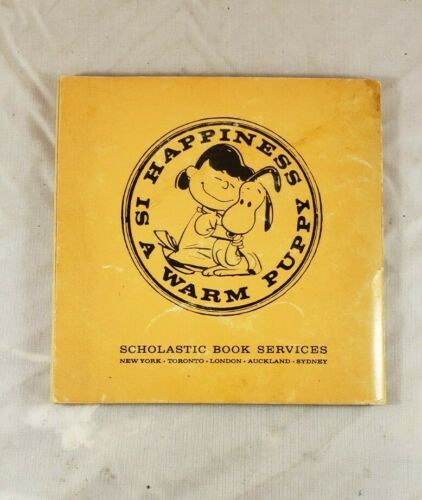 HAPPINESS IS A WARM PUPPY
SCHOLASTIC BOOK SERVICES
NEW YORK • TORONTO • LONDON • AUCKLAND • SYDNEY